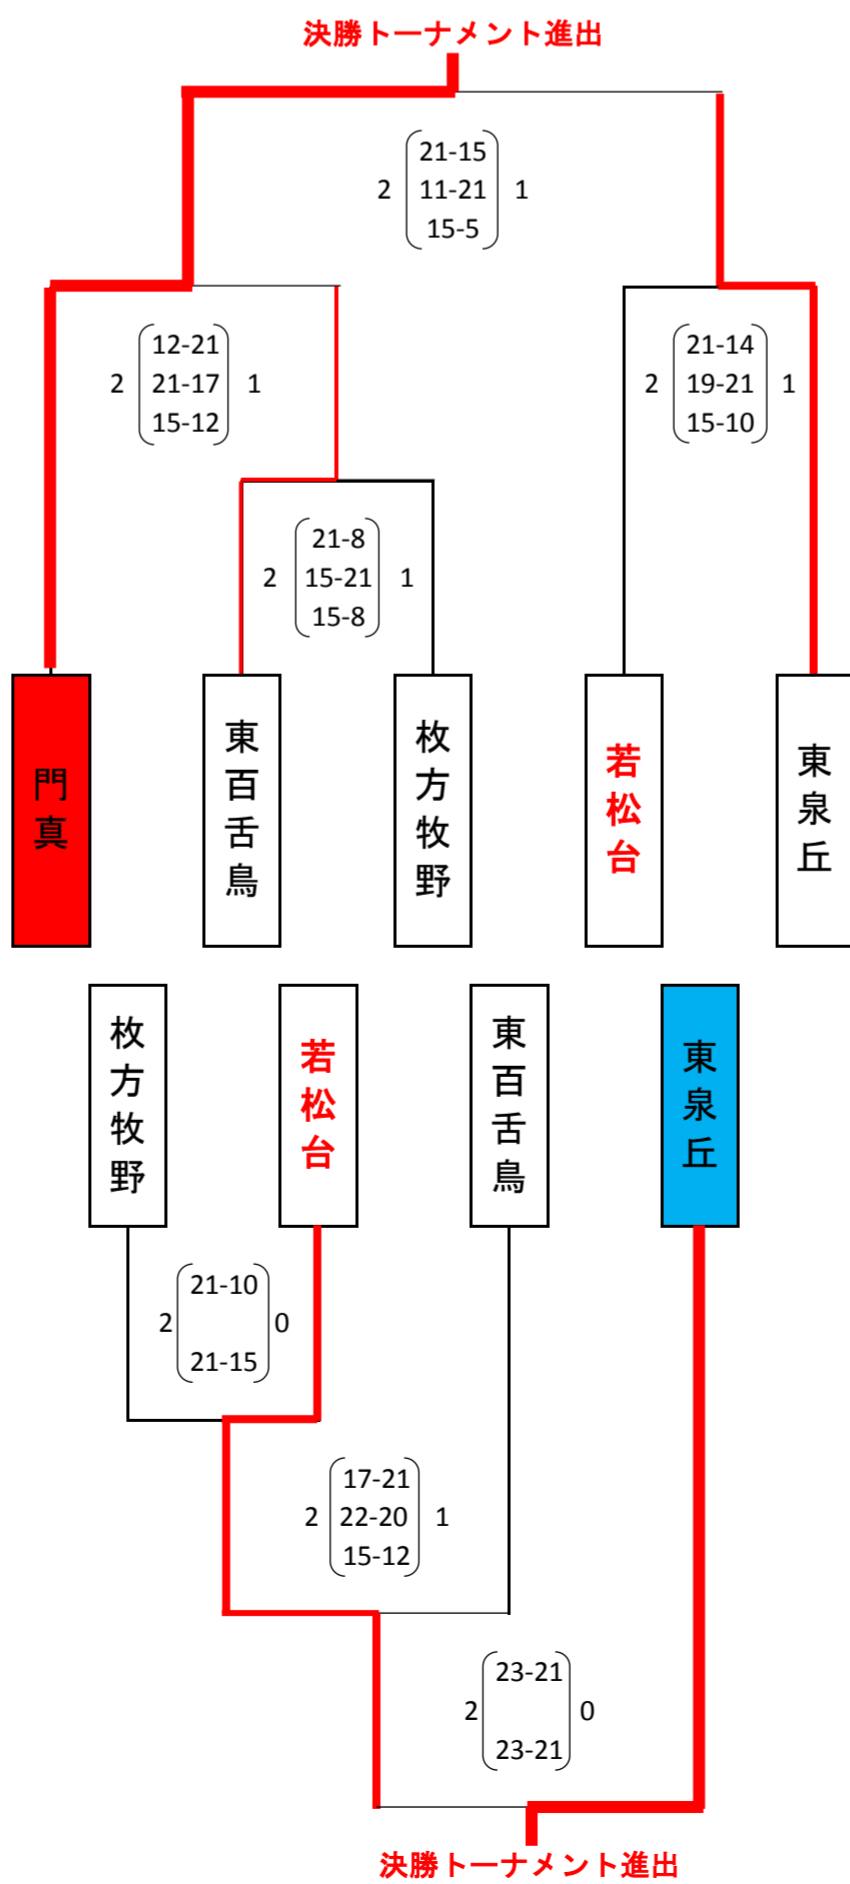 決勝トーナメント進出
21-15
2 11-21 1
15-5
12-21
2 21-17 1
15-12
21-14
2 19-21 1
15-10
21-8
2 15-21 1
15-8
門真
東百舌鳥
枚方牧野
若松台
東泉丘
枚方牧野
若松台
東百舌鳥
東泉丘
21-10
2 0
21-15
17-21
2 22-20 1
15-12
23-21
2 0
23-21
決勝トーナメント進出